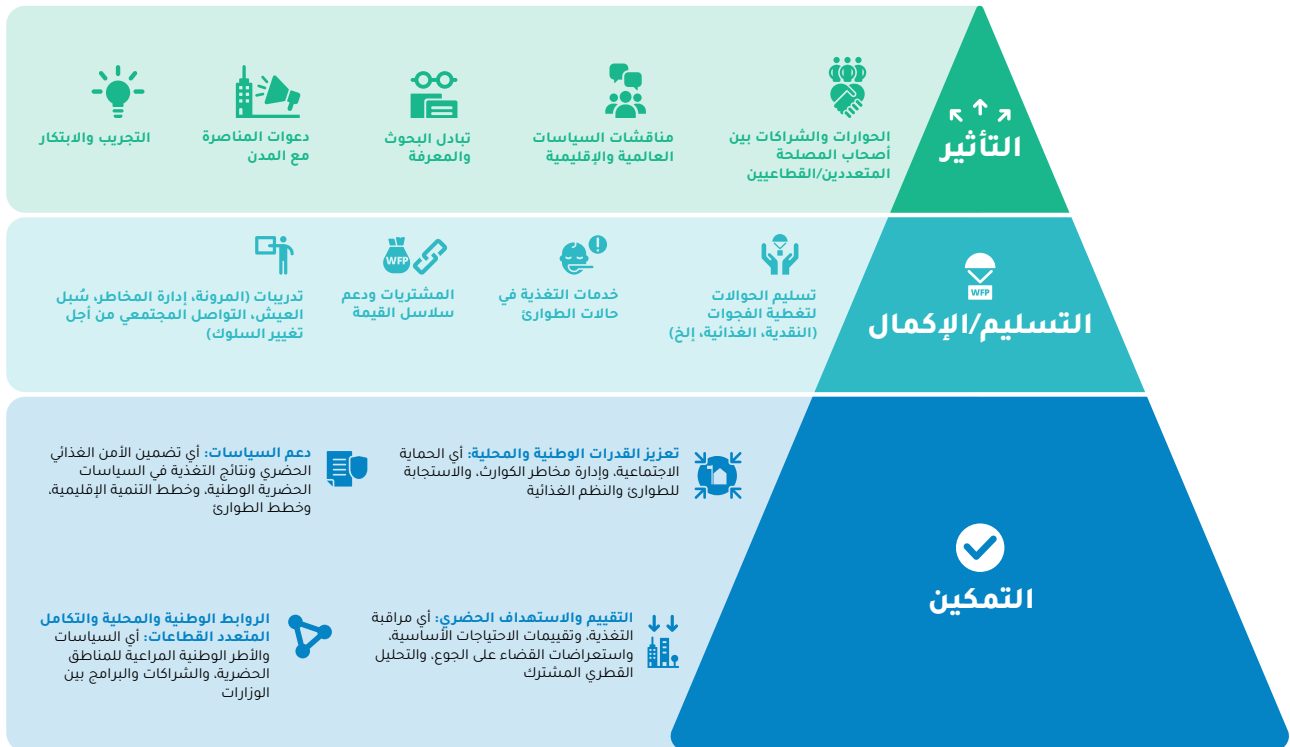 التأثير
الحوارات والشراكات بين
أصحاب المصلحة
المتعددين/القطاعيين
مناقشات السياسات
العالمية والإقليمية
تبادل البحوث
والمعرفة
دعوات المناصرة
مع المدن
التجريب والابتكار
WFP
التسليم/الإكمال
تسليم الحوالات
لتغطية الفجوات
(النقدية، الغذائية، إلخ)
خدمات التغذية في
حالات الطوارئ
WFP
المشتريات ودعم
سلاسل القيمة
تدريبات (المرونة، إدارة المخاطر، سُبل
العيش، التواصل المجتمعي من أجل
تغيير السلوك)
التمكين
تعزيز القدرات الوطنية والمحلية: أي الحماية
الاجتماعية، وإدارة مخاطر الكوارث، والاستجابة
للطوارئ والنظم الغذائية
دعم السياسات: أي تضمين الأمن الغذائي
الحضري ونتائج التغذية في السياسات
الحضرية الوطنية، وخطط التنمية الإقليمية،
وخطط الطوارئ
التقييم والاستهداف الحضري: أي مراقبة
التغذية، وتقييمات الاحتياجات الأساسية،
واستعراضات القضاء على الجوع، والتحليل
القطري المشترك
الروابط الوطنية والمحلية والتكامل
المتعدد القطاعات: أي السياسات
والأطر الوطنية المراعية للمناطق
الحضرية، والشراكات والبرامج بين
الوزارات